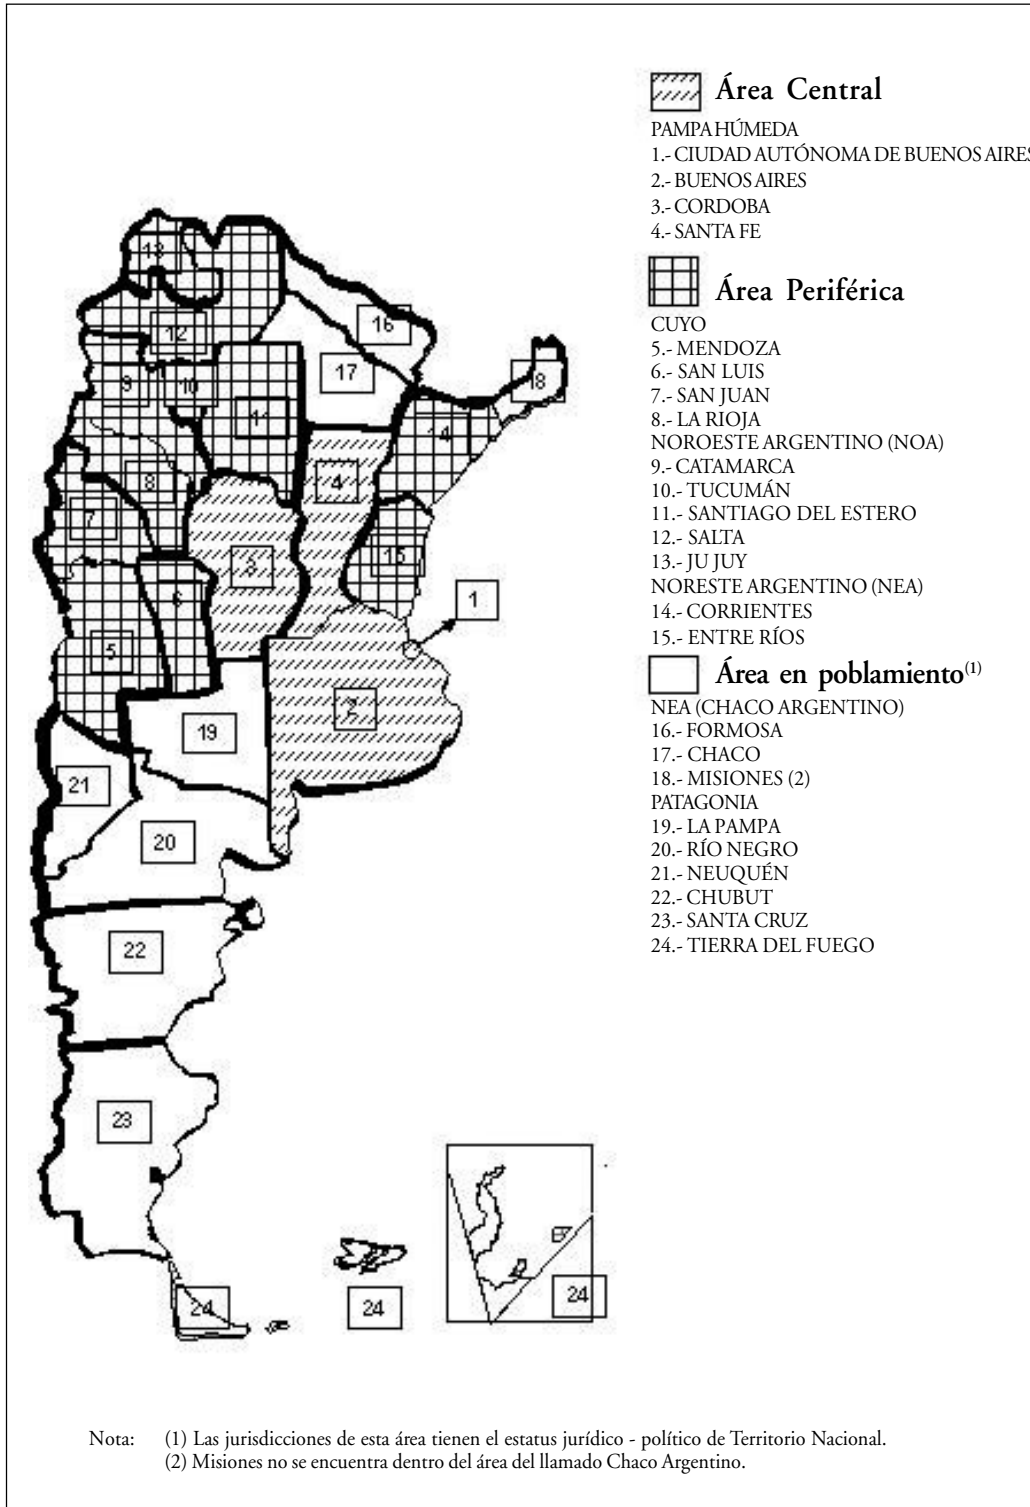 Área Central
PAMPA HÚMEDA
1.- CIUDAD AUTÓNOMA DE BUENOS AIRES
2.- BUENOS AIRES
3.- CORDOBA
4.- SANTA FE
Área Periférica
CUYO
5.- MENDOZA
6.- SAN LUIS
7.- SAN JUAN
8.- LA RIOJA
NOROESTE ARGENTINO (NOA)
9.- CATAMARCA
10.- TUCUMÁN
11.- SANTIAGO DEL ESTERO
12.- SALTA
13.- JU JUY
NORESTE ARGENTINO (NEA)
14.- CORRIENTES
15.- ENTRE RÍOS
Área en poblamiento(1)
NEA (CHACO ARGENTINO)
16.- FORMOSA
17.- CHACO
18.- MISIONES (2)
PATAGONIA
19.- LA PAMPA
20.- RÍO NEGRO
21.- NEUQUÉN
22.- CHUBUT
23.- SANTA CRUZ
24.- TIERRA DEL FUEGO
13
16
12
17
18
9
10
11
14
4
8
7
15
3
6
1
5
2
19
21
20
22
23
24
24
24
Nota: (1) Las jurisdicciones de esta área tienen el estatus jurídico - político de Territorio Nacional.
(2) Misiones no se encuentra dentro del área del llamado Chaco Argentino.